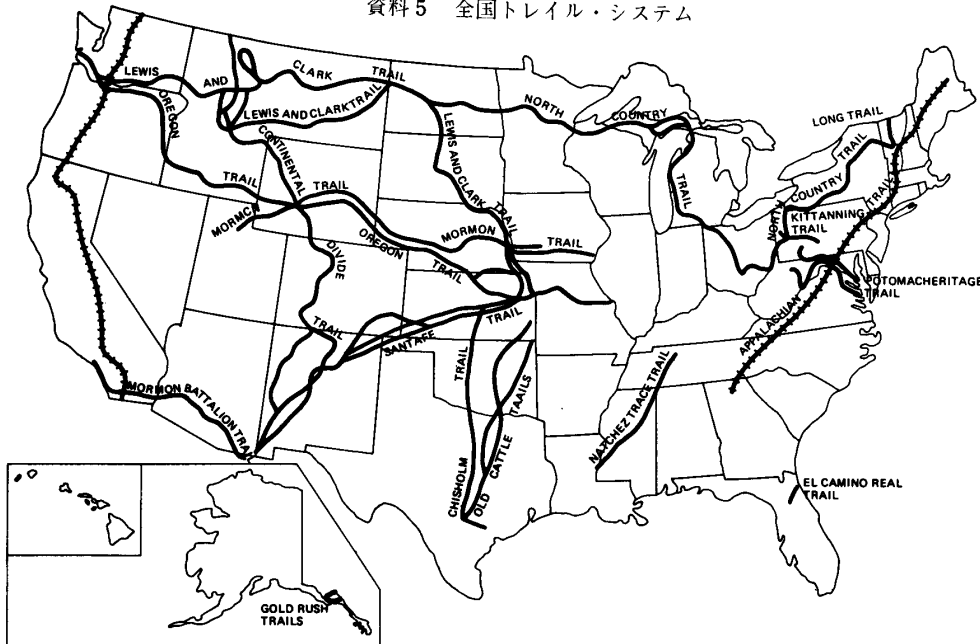 資料5 全国トレイル・システム
LEWIS AND CLARK TRAIL
LEWIS AND CLARKTRAIL
OREGON
TRAIL
CONTINENTAL
DIVIDE
TRAIL
NORTH COUNTRY
TRAIL
LEWIS AND CLARK TRAIL
MORMON
TRAIL
MORMON
TRAIL
OREGON
TRAIL
SANTA FE
TRAIL
LONG TRAIL
NORTH COUNTRY TRAIL
KITTANNING
TRAIL
POTOMACHERITAGE
TRAIL
APPALACHIAN
TRAIL
MORMON BATTALION TRAIL
CHISHOLM
TRAIL
OLD CATTLE TAAILS
NATCHEZ TRACE TRAIL
EL CAMINO REAL
TRAIL
GOLD RUSH
TRAILS